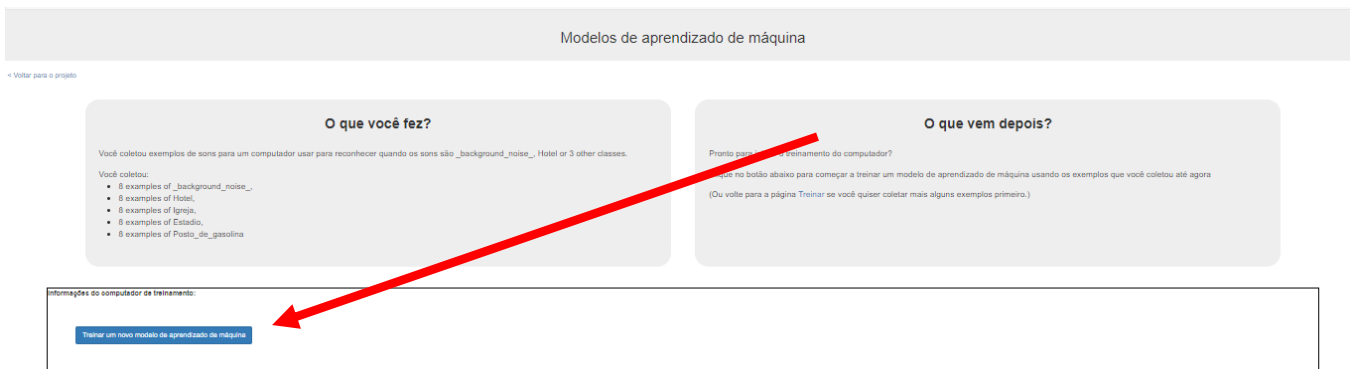 Modelos de aprendizado de máquina
< Voltar para o projeto
O que você fez?
Você coletou exemplos de sons para um computador usar para reconhecer quando os sons são _background_noise_, Hotel or 3 other classes.
Você coletou:
8 examples of _background_noise_,
8 examples of Hotel,
8 examples of Igreja,
8 examples of Estadio,
8 examples of Posto_de_gasolina
O que vem depois?
Pronto para treinamento do computador?
no botão abaixo para começar a treinar um modelo de aprendizado de máquina usando os exemplos que você coletou até agora
(Ou volte para a página Treinar se você quiser coletar mais alguns exemplos primeiro.)
Informações do computador de treinamento:
Treinar um novo modelo de aprendizado de máquina